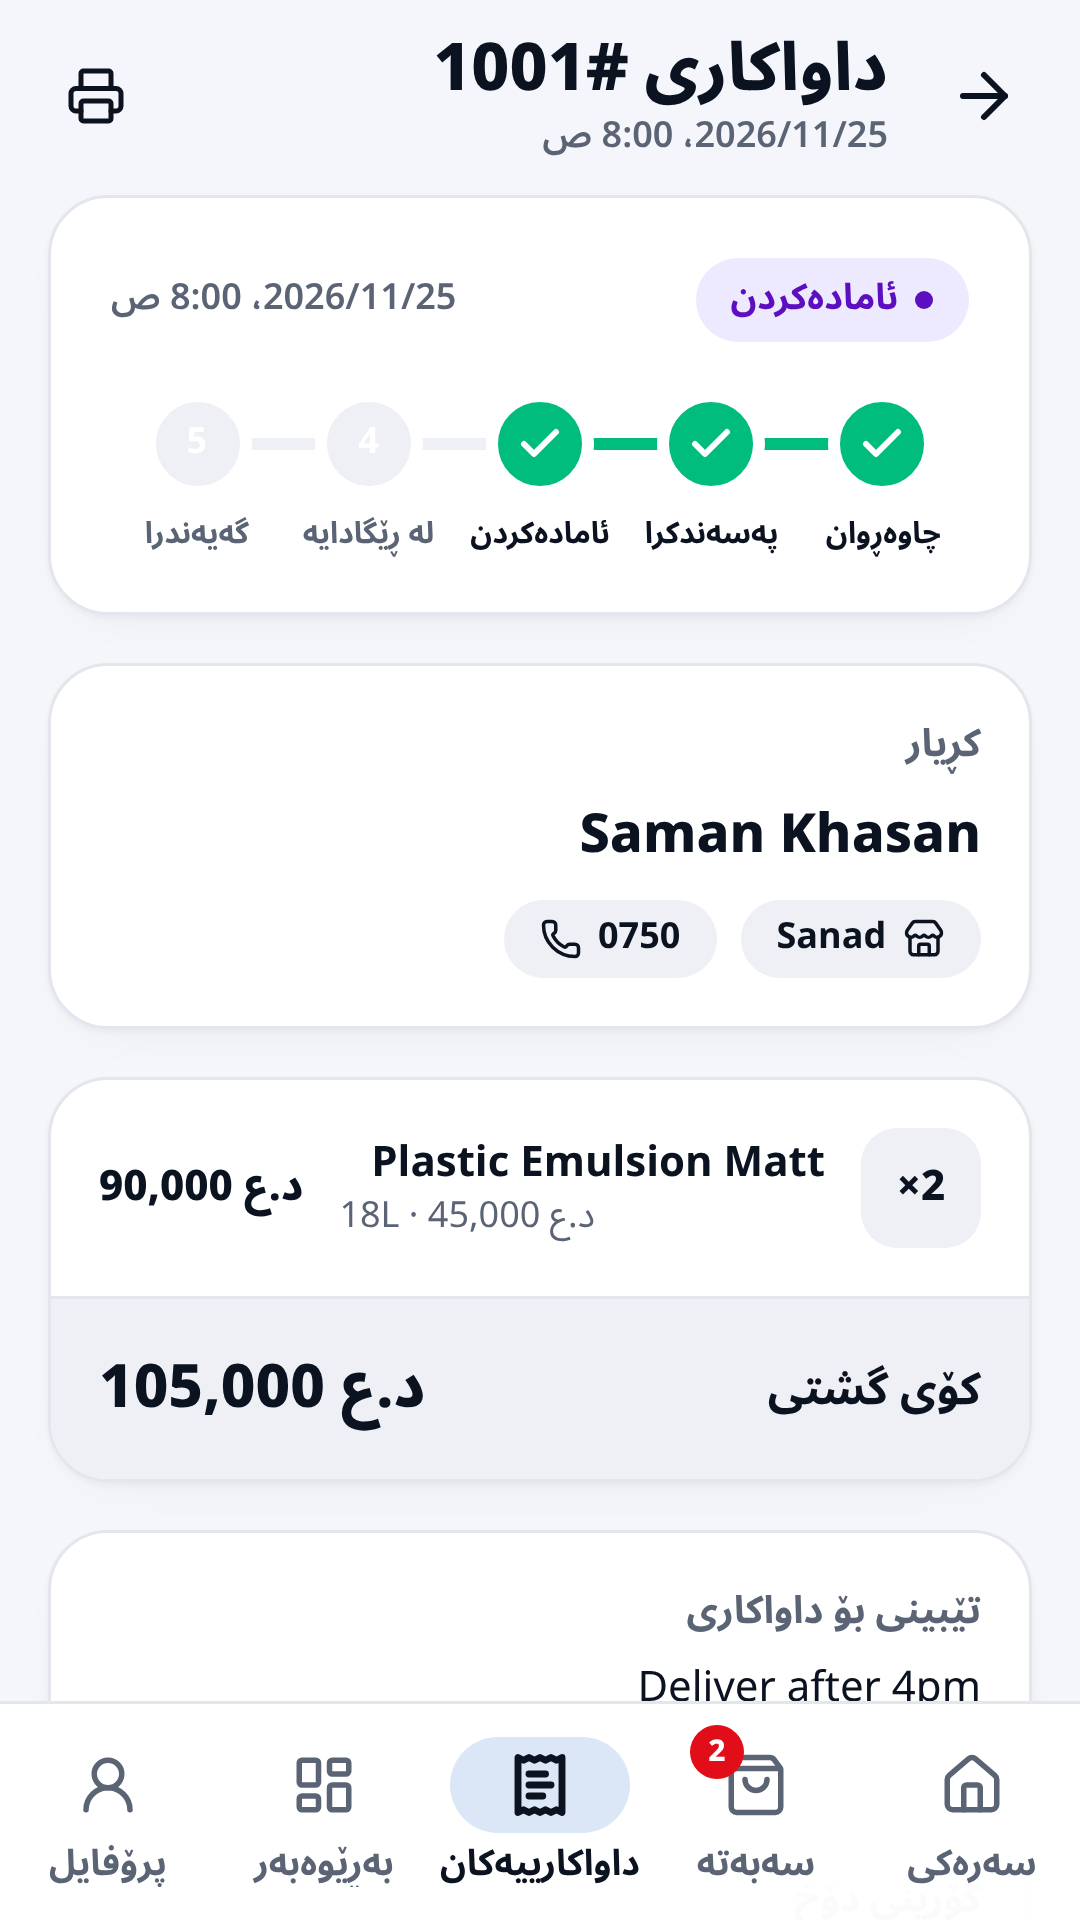 داواکاری #1001
2026/11/25، 8:00 ص
ئامادەکردن
2026/11/25، 8:00 ص
4
5
چاوەڕوان
پەسەندکرا
ئامادەکردن
لە ڕێگادایە
گەیەندرا
کڕیار
Saman Khasan
Sanad
0750
×2
Plastic Emulsion Matt
18L · 45,000 د.ع
90,000 د.ع
کۆی گشتی
105,000 د.ع
تێبینی بۆ داواکاری
Deliver after 4pm
2
سەرەکی
سەبەتە
داواکارییەکان
بەڕێوەبەر
پرۆفایل